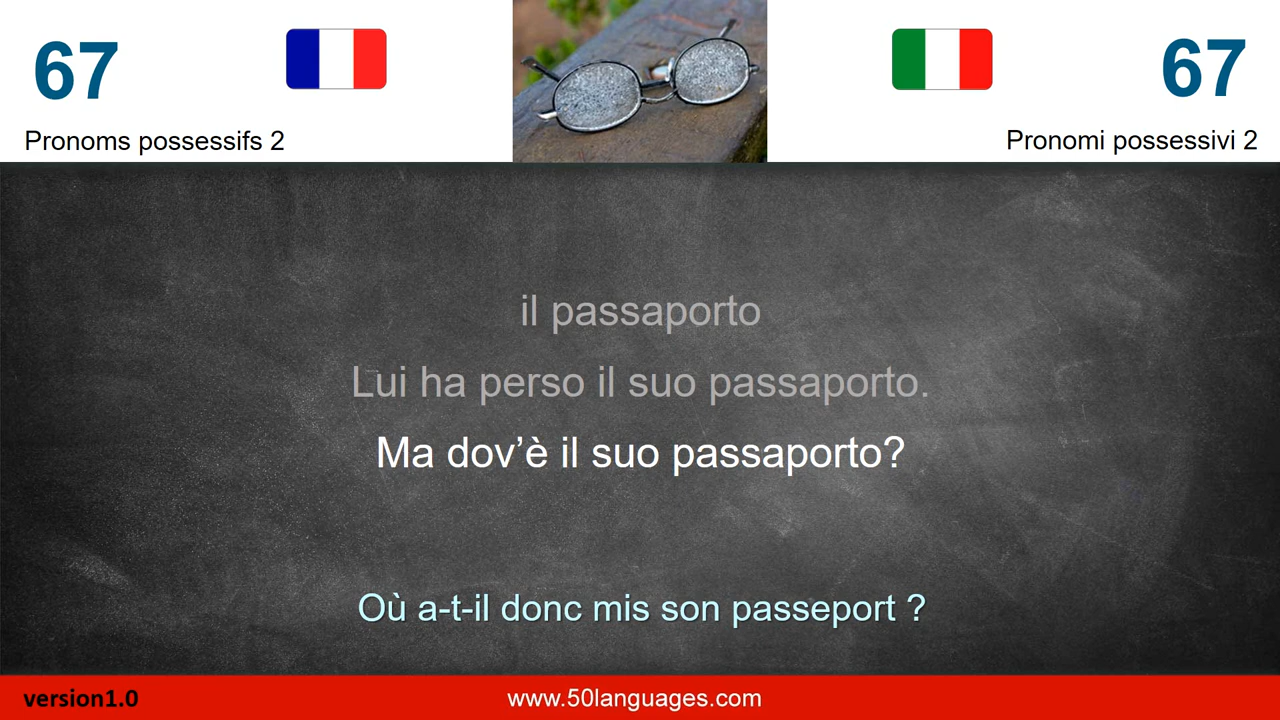 67
67
Pronoms possessifs 2
Pronomi possessivi 2
il passaporto
Lui ha perso il suo passaporto.
Ma dov’è il suo passaporto?
Où a-t-il donc mis son passeport ?
version1.0
www.50languages.com